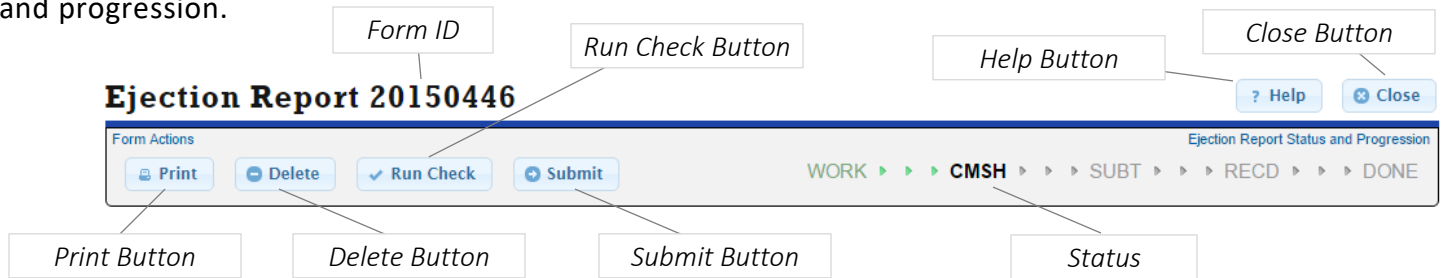 and progression.
Form ID
Run Check Button
Help Button
Close Button
Ejection Report 20150446
? Help
Close
Form Actions
Ejection Report Status and Progression
Print
Delete
Run Check
Submit
WORK CMSH SUBT RECD DONE
Print Button
Delete Button
Submit Button
Status